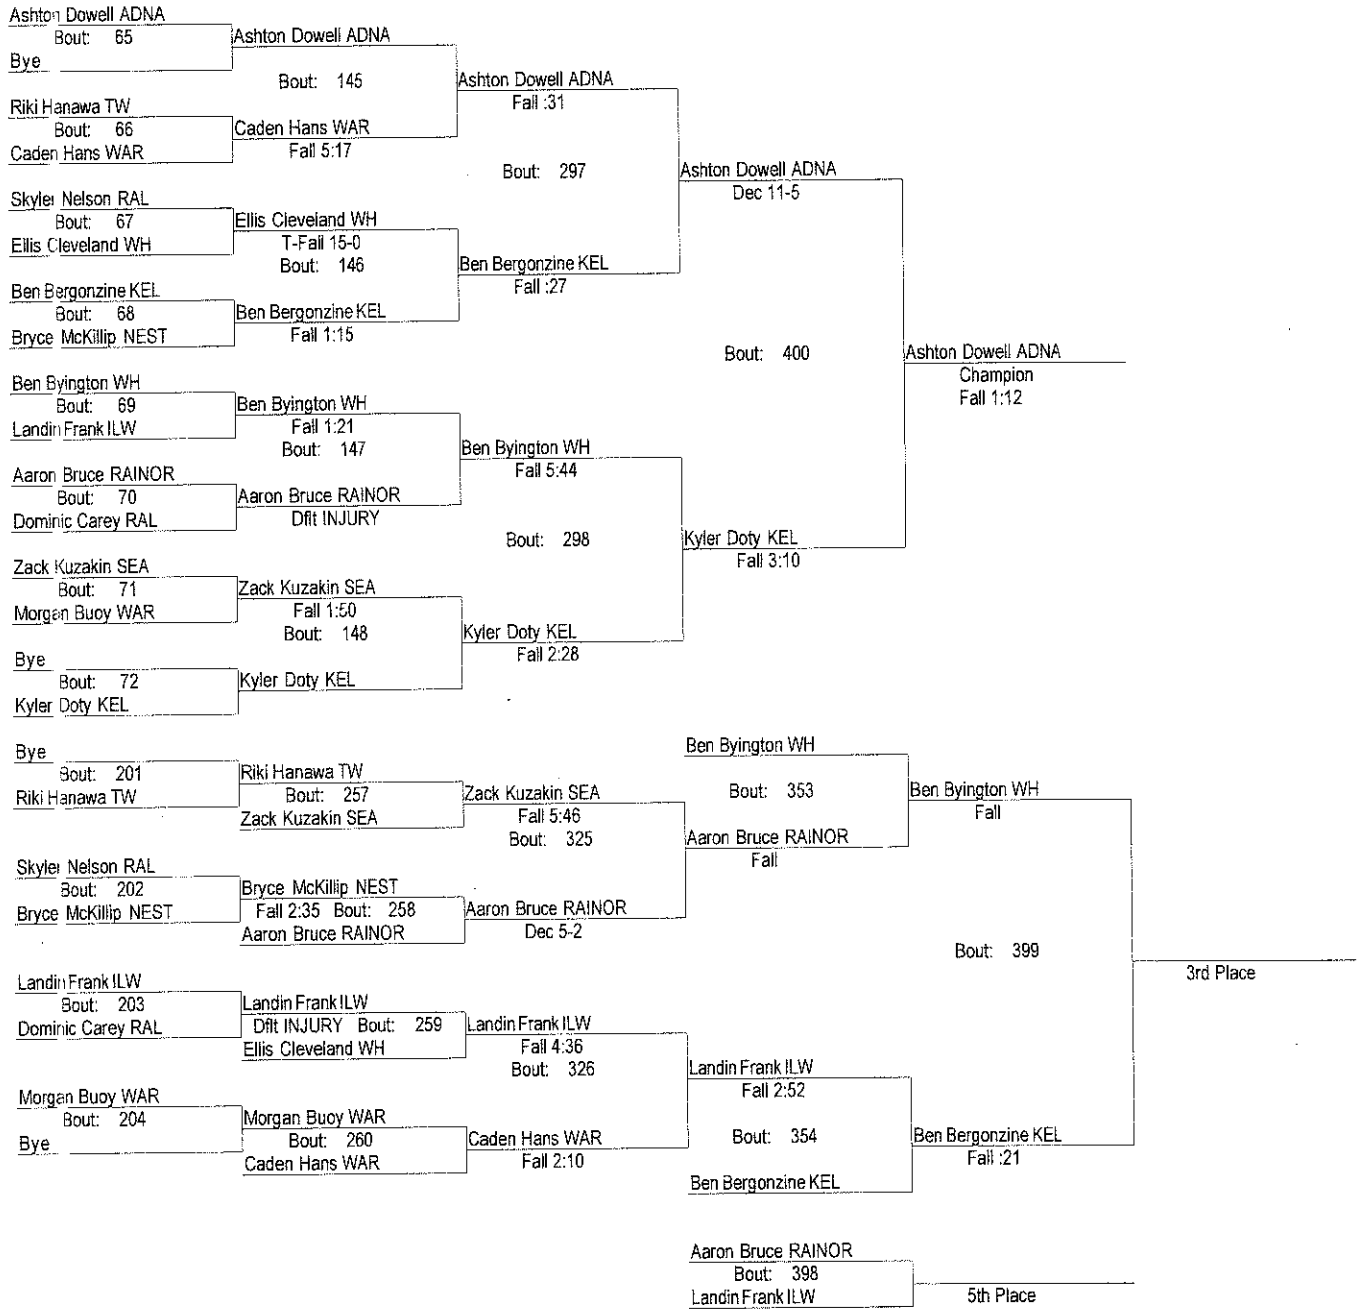 Ashton Dowell ADNA
Bout: 65
Bye
Ashton Dowell ADNA
Bout: 145
Riki Hanawa TW
Bout: 66
Caden Hans WAR
Caden Hans WAR
Fall 5:17
Ashton Dowell ADNA
Fall :31
Bout: 297
Skyler Nelson RAL
Bout: 67
Ellis Cleveland WH
Ellis Cleveland WH
T-Fall 15-0
Bout: 146
Ben Bergonzine KEL
Bout: 68
Bryce McKillip NEST
Ben Bergonzine KEL
Fall 1:15
Ben Bergonzine KEL
Fall :27
Ashton Dowell ADNA
Dec 11-5
Bout: 400
Ashton Dowell ADNA
Champion
Fall 1:12
Ben Byington WH
Bout: 69
Landin Frank ILW
Ben Byington WH
Fall 1:21
Bout: 147
Aaron Bruce RAINOR
Bout: 70
Dominic Carey RAL
Aaron Bruce RAINOR
Dflt INJURY
Ben Byington WH
Fall 5:44
Bout: 298
Zack Kuzakin SEA
Bout: 71
Morgan Buoy WAR
Zack Kuzakin SEA
Fall 1:50
Bout: 148
Bye
Bout: 72
Kyler Doty KEL
Kyler Doty KEL
Kyler Doty KEL
Fall 2:28
Kyler Doty KEL
Fall 3:10
Bye
Bout: 201
Riki Hanawa TW
Riki Hanawa TW
Bout: 257
Zack Kuzakin SEA
Zack Kuzakin SEA
Fall 5:46
Bout: 325
Skyler Nelson RAL
Bout: 202
Bryce McKillip NEST
Bryce McKillip NEST
Fall 2:35 Bout: 258
Aaron Bruce RAINOR
Aaron Bruce RAINOR
Dec 5-2
Ben Byington WH
Bout: 353
Aaron Bruce RAINOR
Fall
Ben Byington WH
Fall
Bout: 399
3rd Place
Landin Frank ILW
Bout: 203
Dominic Carey RAL
Landin Frank ILW
Dflt INJURY Bout: 259
Ellis Cleveland WH
Landin Frank ILW
Fall 4:36
Bout: 326
Morgan Buoy WAR
Bout: 204
Bye
Morgan Buoy WAR
Bout: 260
Caden Hans WAR
Caden Hans WAR
Fall 2:10
Landin Frank ILW
Fall 2:52
Bout: 354
Ben Bergonzine KEL
Ben Bergonzine KEL
Fall :21
Aaron Bruce RAINOR
Bout: 398
Landin Frank ILW
5th Place